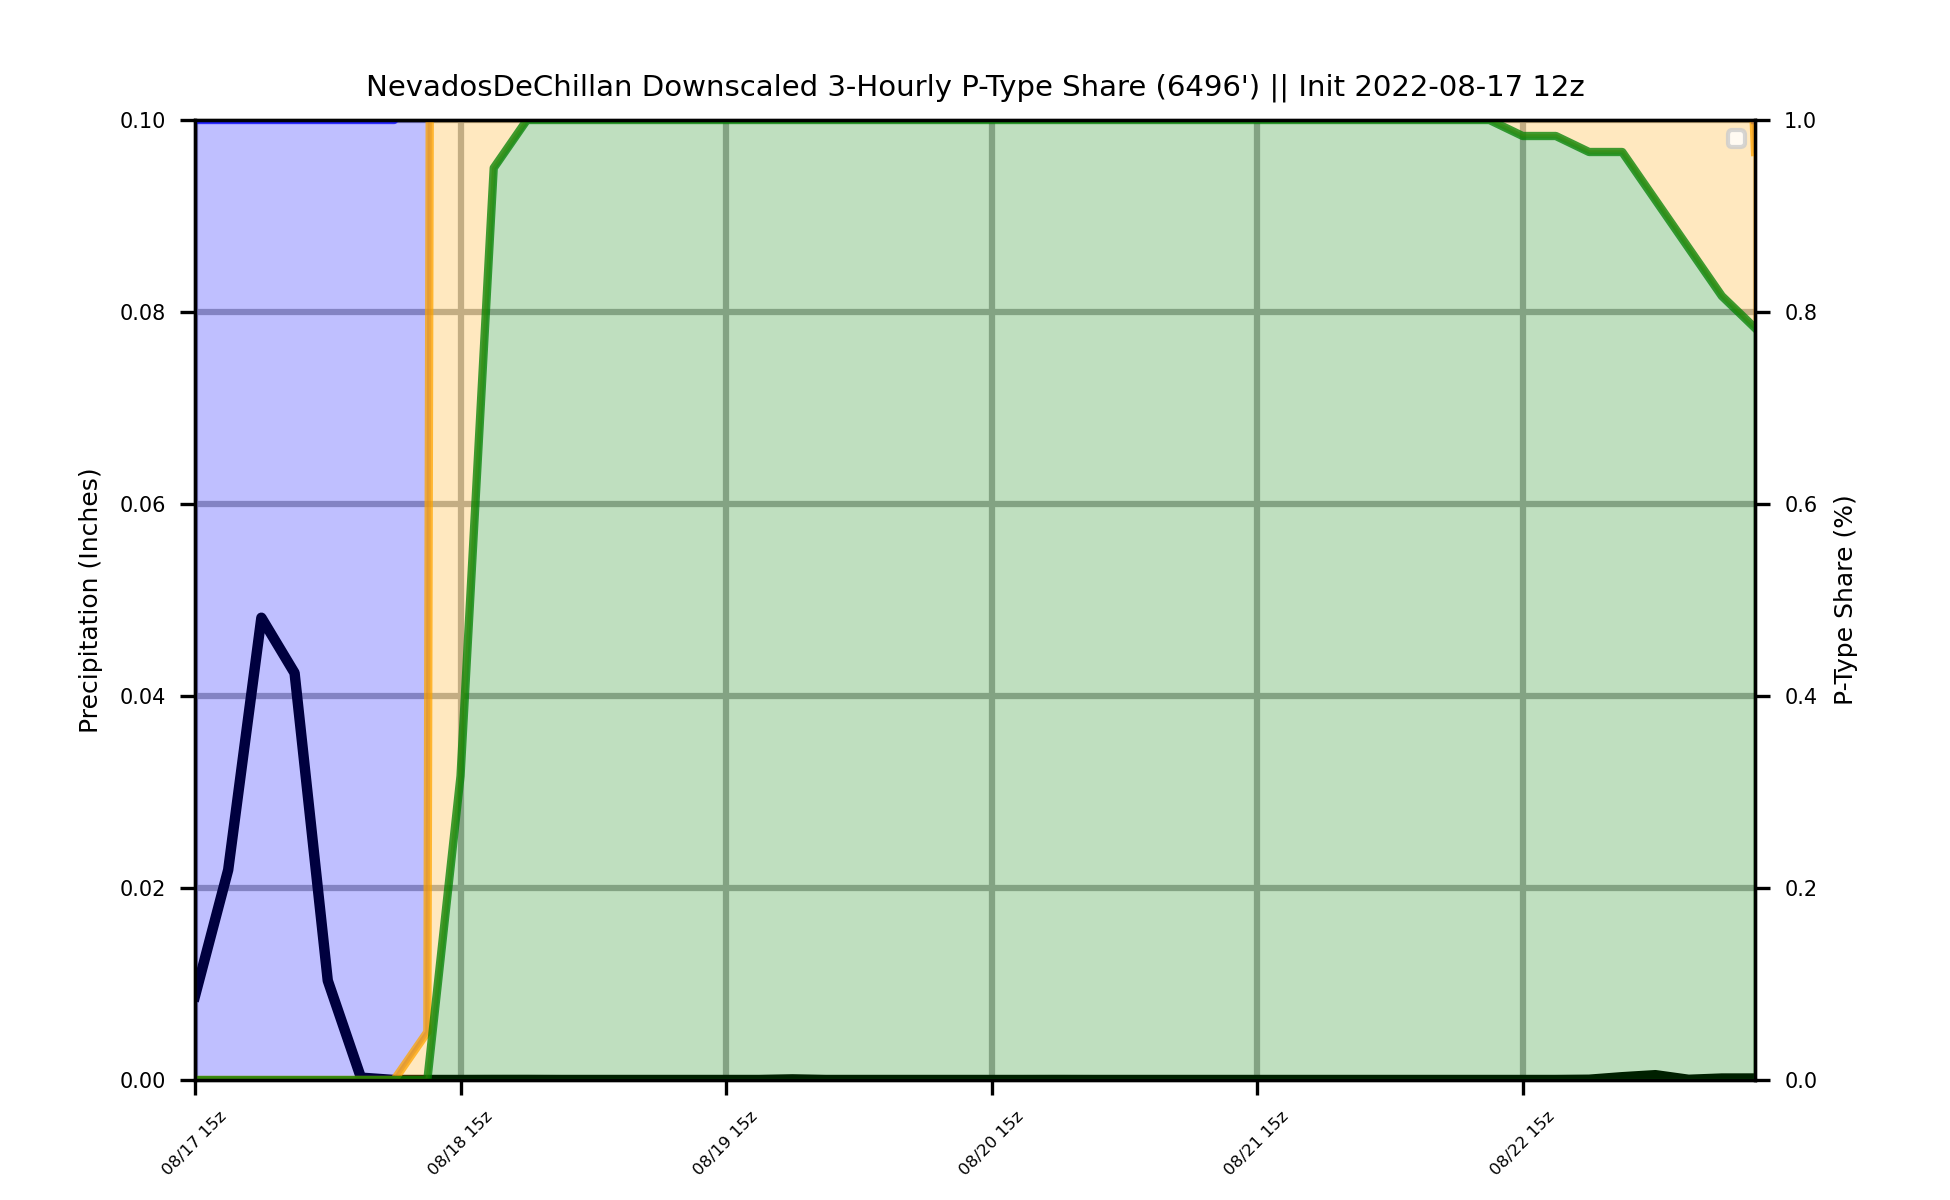 NevadosDeChillan Downscaled 3-Hourly P-Type Share (6496') || Init 2022-08-17 12z
0.10
0.08
0.06
0.04
0.02
0.00
Precipitation (Inches)
1.0
0.8
0.6
0.4
0.2
0.0
P-Type Share (%)
08/17 15z
08/18 15z
08/19 15z
08/20 15z
08/21 15z
08/22 15z